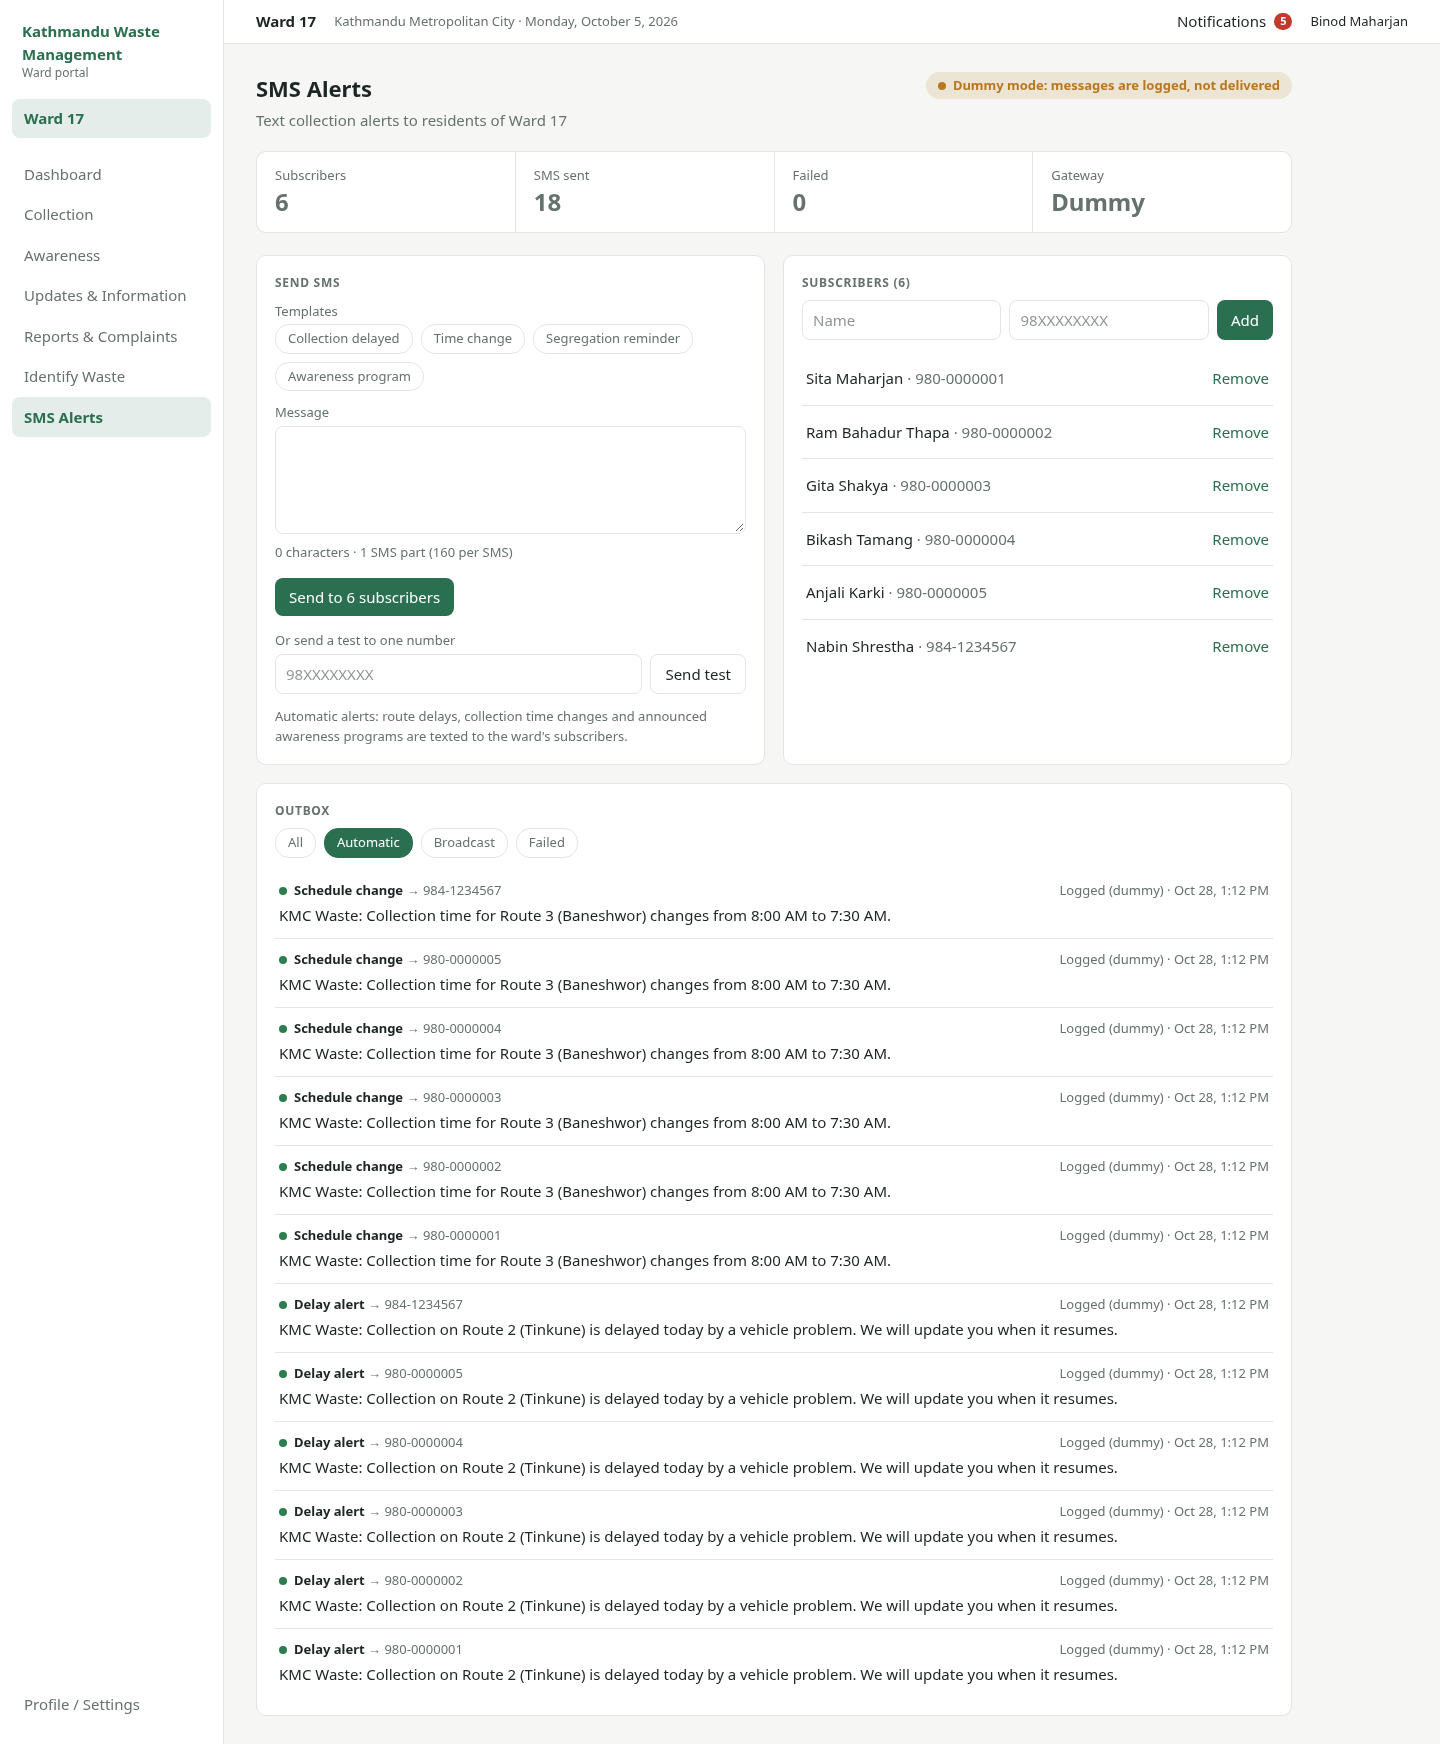 Kathmandu Waste
Management
Ward portal
Ward 17
Dashboard
Collection
Awareness
Updates & Information
Reports & Complaints
Identify Waste
SMS Alerts
Profile / Settings
Ward 17 Kathmandu Metropolitan City · Monday, October 5, 2026 Notifications 5 Binod Maharjan
SMS Alerts
Dummy mode: messages are logged, not delivered
Text collection alerts to residents of Ward 17
Subscribers
6
SMS sent
18
Failed
0
Gateway
Dummy
SEND SMS
Templates
Collection delayed Time change Segregation reminder
Awareness program
Message
0 characters · 1 SMS part (160 per SMS)
Send to 6 subscribers
Or send a test to one number
98XXXXXXXX Send test
Automatic alerts: route delays, collection time changes and announced
awareness programs are texted to the ward's subscribers.
SUBSCRIBERS (6)
Name 98XXXXXXXX Add
Sita Maharjan · 980-0000001 Remove
Ram Bahadur Thapa · 980-0000002 Remove
Gita Shakya · 980-0000003 Remove
Bikash Tamang · 980-0000004 Remove
Anjali Karki · 980-0000005 Remove
Nabin Shrestha · 984-1234567 Remove
OUTBOX
All Automatic Broadcast Failed
Schedule change → 984-1234567 Logged (dummy) · Oct 28, 1:12 PM
KMC Waste: Collection time for Route 3 (Baneshwor) changes from 8:00 AM to 7:30 AM.
Schedule change → 980-0000005 Logged (dummy) · Oct 28, 1:12 PM
KMC Waste: Collection time for Route 3 (Baneshwor) changes from 8:00 AM to 7:30 AM.
Schedule change → 980-0000004 Logged (dummy) · Oct 28, 1:12 PM
KMC Waste: Collection time for Route 3 (Baneshwor) changes from 8:00 AM to 7:30 AM.
Schedule change → 980-0000003 Logged (dummy) · Oct 28, 1:12 PM
KMC Waste: Collection time for Route 3 (Baneshwor) changes from 8:00 AM to 7:30 AM.
Schedule change → 980-0000002 Logged (dummy) · Oct 28, 1:12 PM
KMC Waste: Collection time for Route 3 (Baneshwor) changes from 8:00 AM to 7:30 AM.
Schedule change → 980-0000001 Logged (dummy) · Oct 28, 1:12 PM
KMC Waste: Collection time for Route 3 (Baneshwor) changes from 8:00 AM to 7:30 AM.
Delay alert → 984-1234567 Logged (dummy) · Oct 28, 1:12 PM
KMC Waste: Collection on Route 2 (Tinkune) is delayed today by a vehicle problem. We will update you when it resumes.
Delay alert → 980-0000005 Logged (dummy) · Oct 28, 1:12 PM
KMC Waste: Collection on Route 2 (Tinkune) is delayed today by a vehicle problem. We will update you when it resumes.
Delay alert → 980-0000004 Logged (dummy) · Oct 28, 1:12 PM
KMC Waste: Collection on Route 2 (Tinkune) is delayed today by a vehicle problem. We will update you when it resumes.
Delay alert → 980-0000003 Logged (dummy) · Oct 28, 1:12 PM
KMC Waste: Collection on Route 2 (Tinkune) is delayed today by a vehicle problem. We will update you when it resumes.
Delay alert → 980-0000002 Logged (dummy) · Oct 28, 1:12 PM
KMC Waste: Collection on Route 2 (Tinkune) is delayed today by a vehicle problem. We will update you when it resumes.
Delay alert → 980-0000001 Logged (dummy) · Oct 28, 1:12 PM
KMC Waste: Collection on Route 2 (Tinkune) is delayed today by a vehicle problem. We will update you when it resumes.